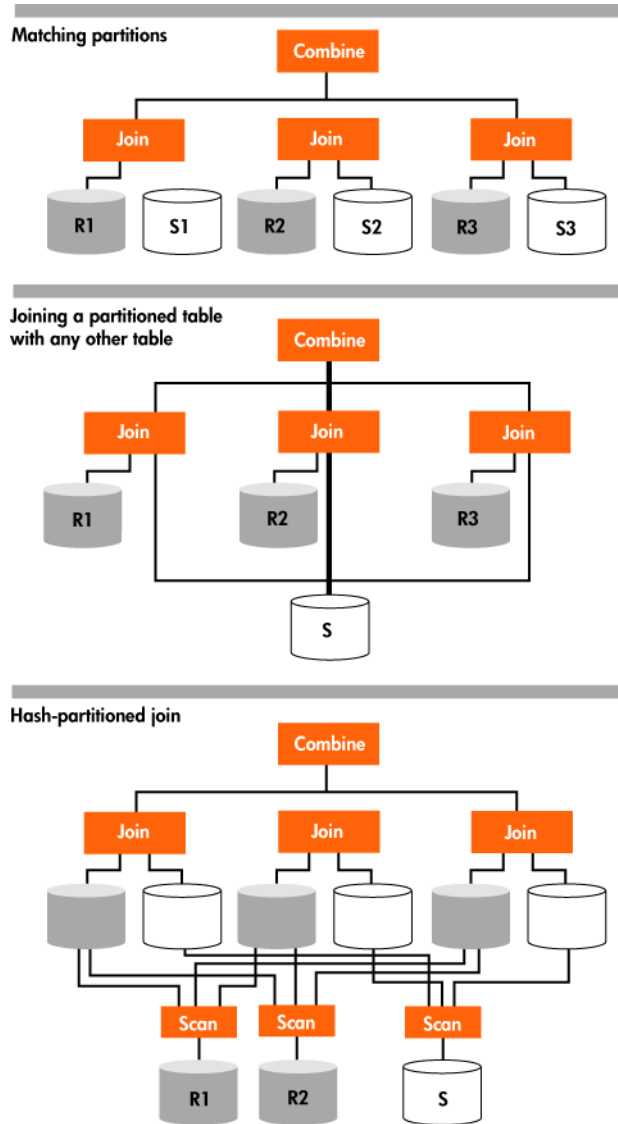 Matching partitions
Combine
Join Join Join
R1 S1 R2 S2 R3 S3
Joining a partitioned table
with any other table
Combine
Join Join Join
R1 R2 R3
S
Hash-partitioned join
Combine
Join Join Join
Scan Scan Scan
R1 R2 S